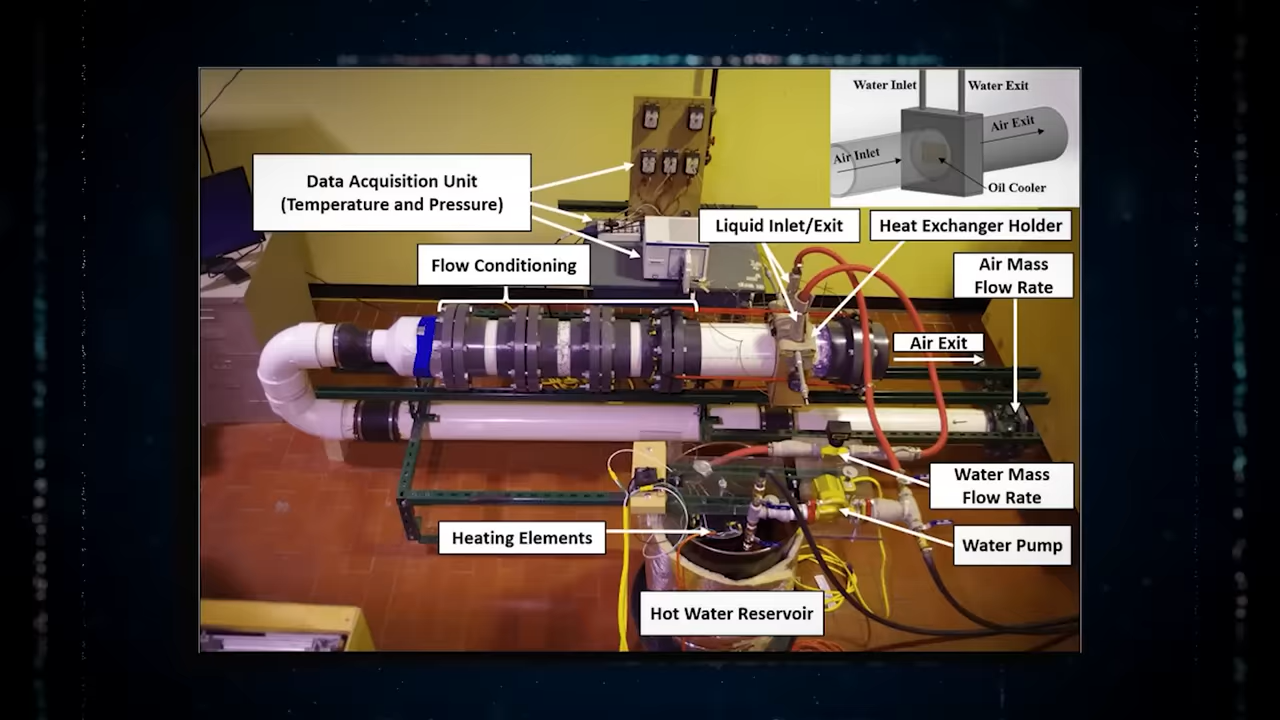 Water Inlet
Water Exit
Air Inlet
Air Exit
Oil Cooler
Data Acquisition Unit
(Temperature and Pressure)
Liquid Inlet/Exit
Heat Exchanger Holder
Flow Conditioning
Air Mass
Flow Rate
Air Exit
Water Mass
Flow Rate
Heating Elements
Water Pump
Hot Water Reservoir